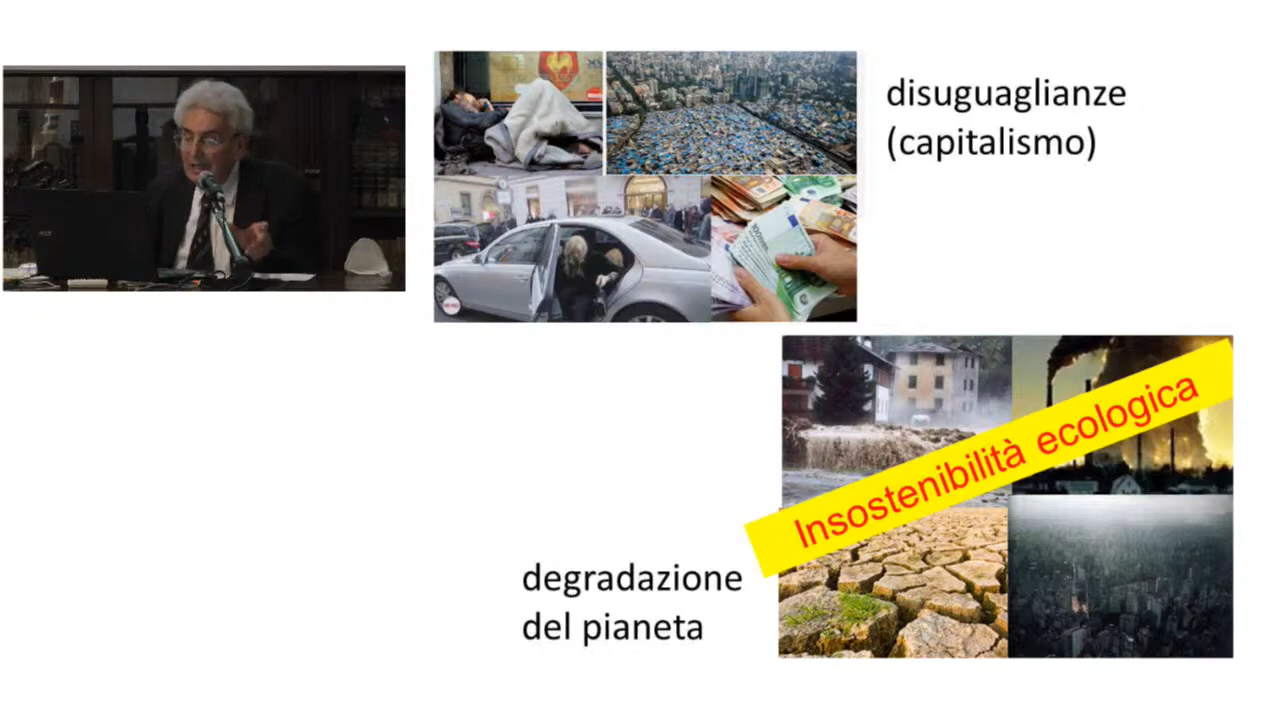 disuguaglianze
(capitalismo)
Insostenibilità ecologica
degradazione
del pianeta